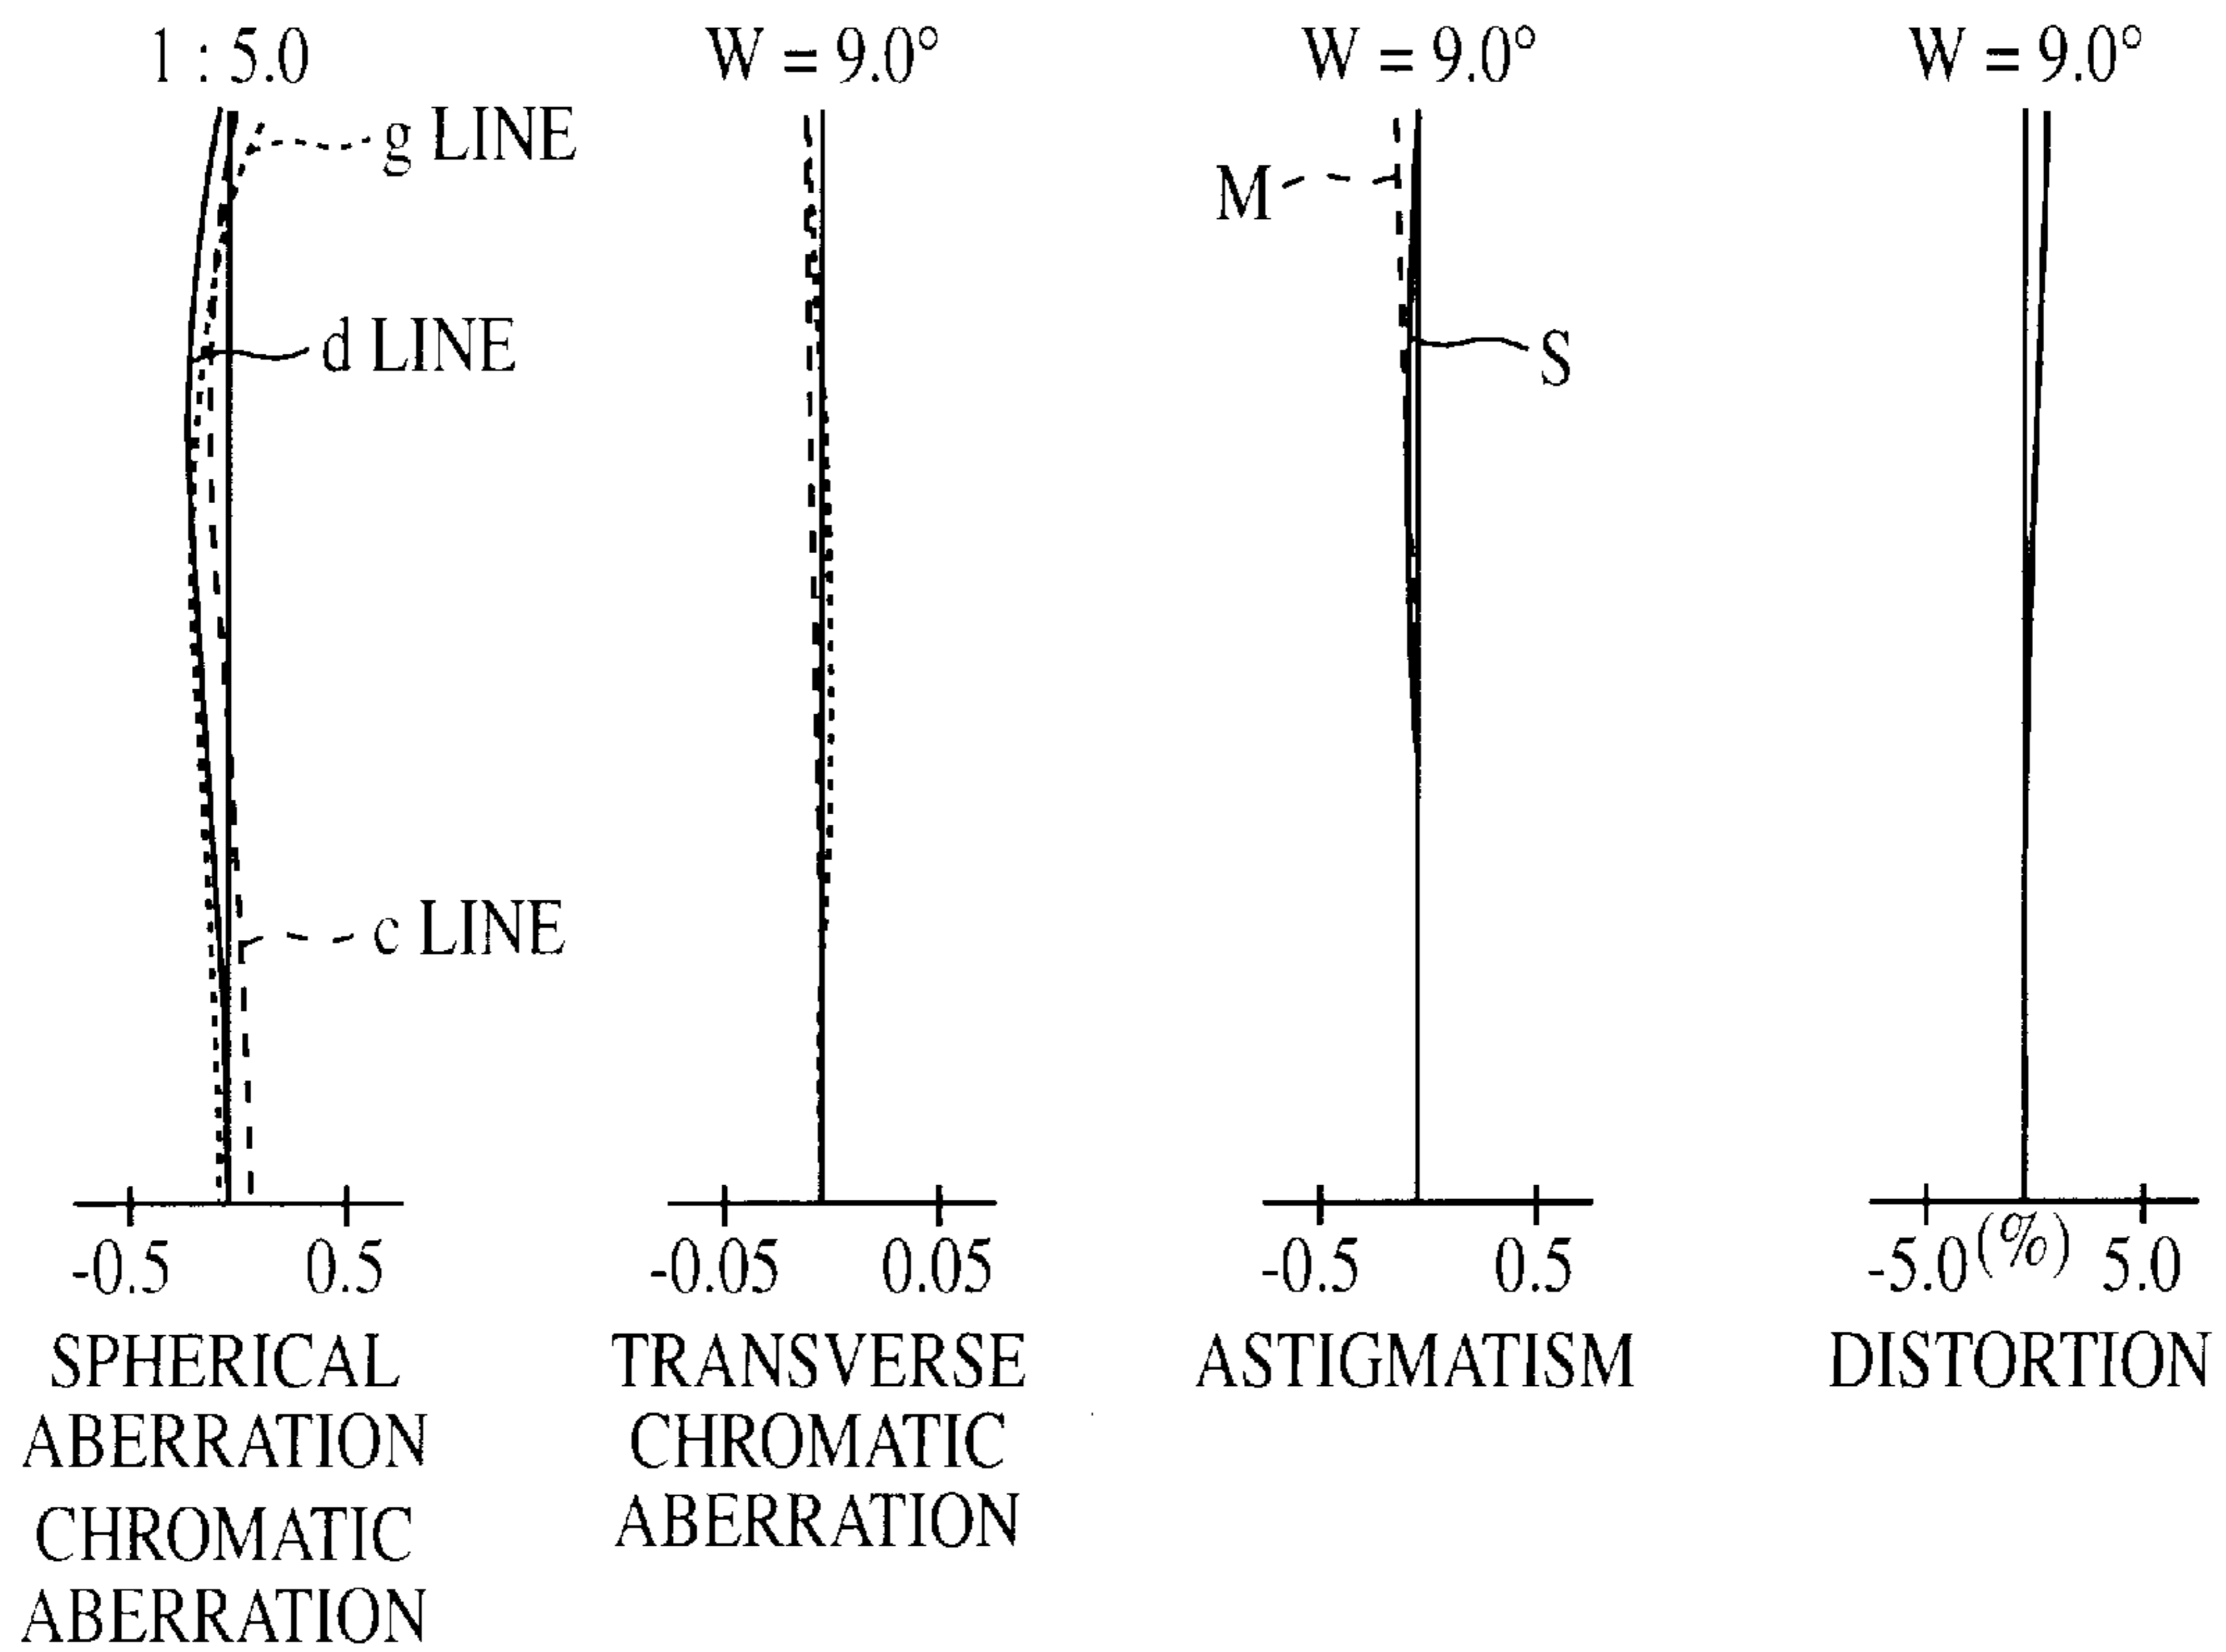 1 : 5.0
g LINE
d LINE
c LINE
-0.5 0.5
SPHERICAL
ABERRATION
CHROMATIC
ABERRATION
W = 9.0°
-0.05 0.05
TRANSVERSE
CHROMATIC
ABERRATION
W = 9.0°
M
S
-0.5 0.5
ASTIGMATISM
W = 9.0°
-5.0 (%) 5.0
DISTORTION